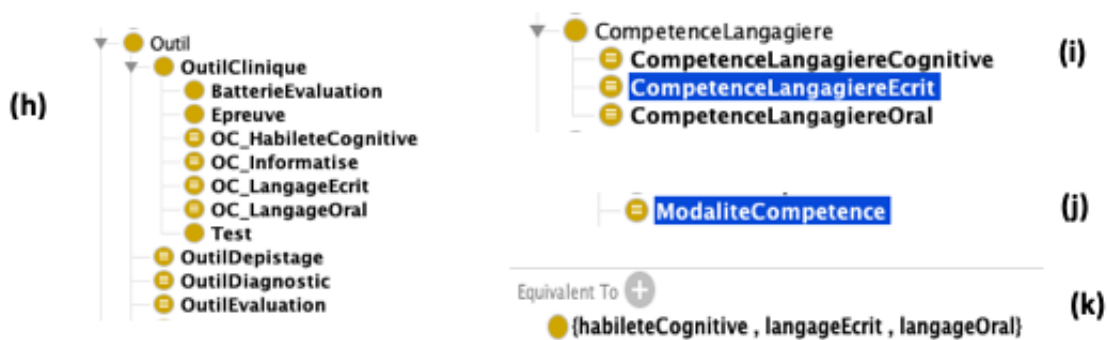 (h)
Outil
OutilClinique
BatterieEvaluation
Epreuve
OC_HabileteCognitive
OC_Informatise
OC_LangageEcrit
OC_LangageOral
Test
OutilDepistage
OutilDiagnostic
OutilEvaluation
CompetenceLangagiere
CompetenceLangagiereCognitive
CompetenceLangagiereEcrit
CompetenceLangagiereOral
(i)
ModaliteCompetence
(j)
Equivalent To
{habileteCognitive , langageEcrit , langageOral}
(k)